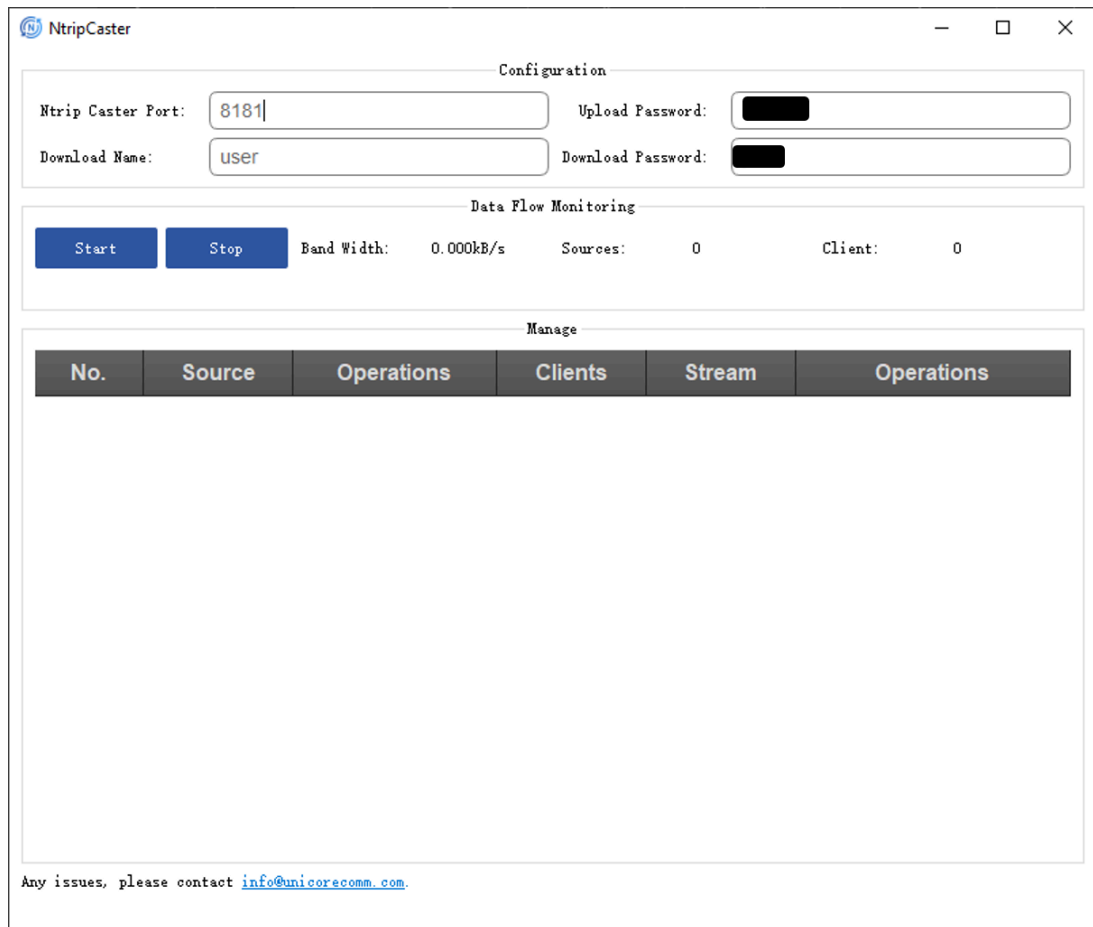 NtripCaster
Configuration
Ntrip Caster Port: 8181 Upload Password:
Download Name: user Download Password:
Data Flow Monitoring
Start Stop Band Width: 0.000kB/s Sources: 0 Client: 0
Manage
No. Source Operations Clients Stream Operations
Any issues, please contact info@unicorecomm.com.